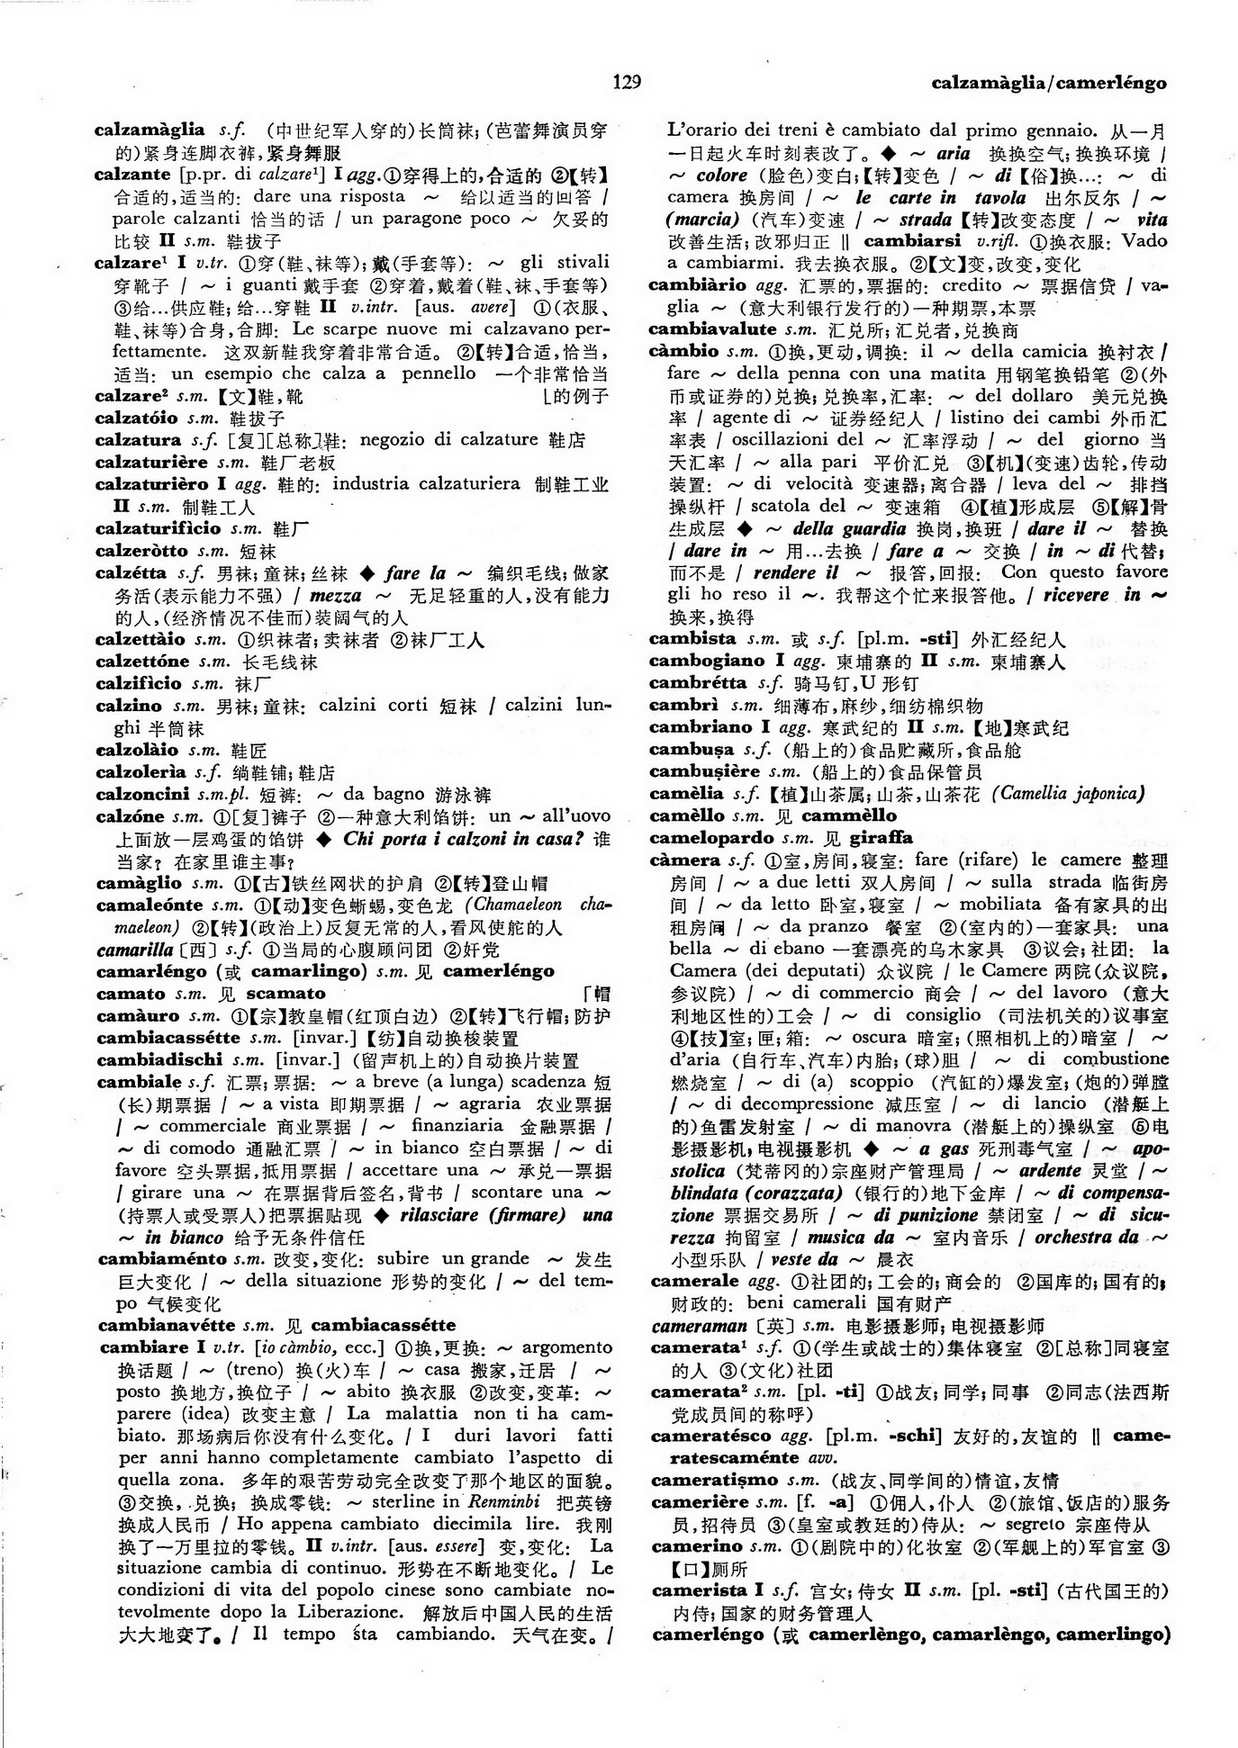 129
calzamàglia/camerléngo
calzamàglia s.f. (中世纪军人穿的)长筒袜; (芭蕾舞演员穿
的)紧身连脚衣裤,紧身舞服
calzante [p.pr. di calzare¹] I agg.①穿得上的,合适的 ②【转】
合适的,适当的: dare una risposta ～ 给以适当的回答 /
parole calzanti 恰当的话 / un paragone poco ～ 欠妥的
比较 II s.m. 鞋拔子
calzare¹ I v.tr. ①穿(鞋、袜等); 戴(手套等): ～ gli stivali
穿靴子 / ～ i guanti 戴手套 ②穿着,戴着(鞋、袜、手套等)
③给…供应鞋; 给…穿鞋 II v.intr. [aus. avere] ①(衣服、
鞋、袜等)合身,合脚: Le scarpe nuove mi calzavano per-
fettamente. 这双新鞋我穿着非常合适。 ②【转】合适,恰当,
适当: un esempio che calza a pennello 一个非常恰当
calzare² s.m. 【文】鞋,靴 ⌊的例子
calzatóio s.m. 鞋拔子
calzatura s.f. [复][总称]鞋: negozio di calzature 鞋店
calzaturière s.m. 鞋厂老板
calzaturièro I agg. 鞋的: industria calzaturiera 制鞋工业
II s.m. 制鞋工人
calzaturifìcio s.m. 鞋厂
calzeròtto s.m. 短袜
calzétta s.f. 男袜; 童袜; 丝袜 ◆ fare la ～ 编织毛线; 做家
务活(表示能力不强) / mezza ～ 无足轻重的人,没有能力
的人,(经济情况不佳而)装阔气的人
calzettàio s.m. ①织袜者; 卖袜者 ②袜厂工人
calzettóne s.m. 长毛线袜
calzifìcio s.m. 袜厂
calzino s.m. 男袜; 童袜: calzini corti 短袜 / calzini lun-
ghi 半筒袜
calzolàio s.m. 鞋匠
calzolerìa s.f. 绱鞋铺; 鞋店
calzoncini s.m.pl. 短裤: ～ da bagno 游泳裤
calzóne s.m. ①[复]裤子 ②一种意大利馅饼: un ～ all'uovo
上面放一层鸡蛋的馅饼 ◆ Chi porta i calzoni in casa? 谁
当家? 在家里谁主事?
camàglio s.m. ①【古】铁丝网状的护肩 ②【转】登山帽
camaleónte s.m. ①【动】变色蜥蜴,变色龙 (Chamaeleon cha-
maeleon) ②【转】(政治上)反复无常的人,看风使舵的人
camarilla [西] s.f. ①当局的心腹顾问团 ②奸党
camarléngo (或 camarlingo) s.m. 见 camerléngo
camato s.m. 见 scamato ⌈帽
camàuro s.m. ①【宗】教皇帽(红顶白边) ②【转】飞行帽; 防护
cambiacassétte s.m. [invar.] 【纺】自动换梭装置
cambiadischi s.m. [invar.] (留声机上的)自动换片装置
cambiale s.f. 汇票; 票据: ～ a breve (a lunga) scadenza 短
(长)期票据 / ～ a vista 即期票据 / ～ agraria 农业票据
/ ～ commerciale 商业票据 / ～ finanziaria 金融票据 /
～ di comodo 通融汇票 / ～ in bianco 空白票据 / ～ di
favore 空头票据,抵用票据 / accettare una ～ 承兑一票据
/ girare una ～ 在票据背后签名,背书 / scontare una ～
(持票人或受票人)把票据贴现 ◆ rilasciare (firmare) una
～ in bianco 给予无条件信任
cambiaménto s.m. 改变,变化: subire un grande ～ 发生
巨大变化 / ～ della situazione 形势的变化 / ～ del tem-
po 气候变化
cambianavétte s.m. 见 cambiacassétte
cambiare I v.tr. [io càmbio, ecc.] ①换,更换: ～ argomento
换话题 / ～ (treno) 换(火)车 / ～ casa 搬家,迁居 / ～
posto 换地方,换位子 / ～ abito 换衣服 ②改变,变革: ～
parere (idea) 改变主意 / La malattia non ti ha cam-
biato. 那场病后你没有什么变化。/ I duri lavori fatti
per anni hanno completamente cambiato l'aspetto di
quella zona. 多年的艰苦劳动完全改变了那个地区的面貌。
③交换, 兑换; 换成零钱: ～ sterline in Renminbi 把英镑
换成人民币 / Ho appena cambiato diecimila lire. 我刚
换了一万里拉的零钱。II v.intr. [aus. essere] 变,变化: La
situazione cambia di continuo. 形势在不断地变化。/ Le
condizioni di vita del popolo cinese sono cambiate no-
tevolmente dopo la Liberazione. 解放后中国人民的生活
大大地变了。/ Il tempo sta cambiando. 天气在变。/
L'orario dei treni è cambiato dal primo gennaio. 从一月
一日起火车时刻表改了。◆ ～ aria 换换空气; 换换环境 /
～ colore (脸色)变白;【转】变色 / ～ di 【俗】换…: ～ di
camera 换房间 / ～ le carte in tavola 出尔反尔 / ～
(marcia) (汽车)变速 / ～ strada 【转】改变态度 / ～ vita
改善生活; 改邪归正 ‖ cambiarsi v.rifl. ①换衣服: Vado
a cambiarmi. 我去换衣服。②【文】变,改变,变化
cambiàrio agg. 汇票的,票据的: credito ～ 票据信贷 / va-
glia ～ (意大利银行发行的)一种期票,本票
cambiavalute s.m. 汇兑所; 汇兑者,兑换商
càmbio s.m. ①换,更动,调换: il ～ della camicia 换衬衣 /
fare ～ della penna con una matita 用钢笔换铅笔 ②(外
币或证券的)兑换; 兑换率,汇率: ～ del dollaro 美元兑换
率 / agente di ～ 证券经纪人 / listino dei cambi 外币汇
率表 / oscillazioni del ～ 汇率浮动 / ～ del giorno 当
天汇率 / ～ alla pari 平价汇兑 ③【机】(变速)齿轮,传动
装置: ～ di velocità 变速器; 离合器 / leva del ～ 排挡
操纵杆 / scatola del ～ 变速箱 ④【植】形成层 ⑤【解】骨
生成层 ◆ ～ della guardia 换岗,换班 / dare il ～ 替换
/ dare in ～ 用…去换 / fare a ～ 交换 / in ～ di 代替;
而不是 / rendere il ～ 报答,回报: Con questo favore
gli ho reso il ～. 我帮这个忙来报答他。/ ricevere in ～
换来,换得
cambista s.m. 或 s.f. [pl.m. -sti] 外汇经纪人
cambogiano I agg. 柬埔寨的 II s.m. 柬埔寨人
cambrétta s.f. 骑马钉,U 形钉
cambrì s.m. 细薄布,麻纱,细纺棉织物
cambriano I agg. 寒武纪的 II s.m. 【地】寒武纪
cambuṣa s.f. (船上的)食品贮藏所,食品舱
cambuṣière s.m. (船上的)食品保管员
camèlia s.f. 【植】山茶属; 山茶,山茶花 (Camellia japonica)
camèllo s.m. 见 cammèllo
camelopardo s.m. 见 giraffa
càmera s.f. ①室,房间,寝室: fare (rifare) le camere 整理
房间 / ～ a due letti 双人房间 / ～ sulla strada 临街房
间 / ～ da letto 卧室,寝室 / ～ mobiliata 备有家具的出
租房间 / ～ da pranzo 餐室 ②(室内的)一套家具: una
bella ～ di ebano 一套漂亮的乌木家具 ③议会; 社团: la
Camera (dei deputati) 众议院 / le Camere 两院(众议院,
参议院) / ～ di commercio 商会 / ～ del lavoro (意大
利地区性的)工会 / ～ di consiglio (司法机关的)议事室
④【技】室; 匣; 箱: ～ oscura 暗室; (照相机上的)暗室 / ～
d'aria (自行车、汽车)内胎; (球)胆 / ～ di combustione
燃烧室 / ～ di (a) scoppio (汽缸的)爆发室; (炮的)弹膛
/ ～ di decompressione 减压室 / ～ di lancio (潜艇上
的)鱼雷发射室 / ～ di manovra (潜艇上的)操纵室 ⑤电
影摄影机,电视摄影机 ◆ ～ a gas 死刑毒气室 / ～ apo-
stolica (梵蒂冈的)宗座财产管理局 / ～ ardente 灵堂 / ～
blindata (corazzata) (银行的)地下金库 / ～ di compensa-
zione 票据交易所 / ～ di punizione 禁闭室 / ～ di sicu-
rezza 拘留室 / musica da ～ 室内音乐 / orchestra da ～
小型乐队 / veste da ～ 晨衣
camerale agg. ①社团的; 工会的; 商会的 ②国库的; 国有的;
财政的: beni camerali 国有财产
cameraman [英] s.m. 电影摄影师; 电视摄影师
camerata¹ s.f. ①(学生或战士的)集体寝室 ②[总称]同寝室
的人 ③(文化)社团
camerata² s.m. [pl. -ti] ①战友; 同学; 同事 ②同志(法西斯
党成员间的称呼)
cameratésco agg. [pl.m. -schi] 友好的,友谊的 ‖ came-
ratescaménte avv.
cameratiṣmo s.m. (战友、同学间的)情谊,友情
camerière s.m. [f. -a] ①佣人,仆人 ②(旅馆、饭店的)服务
员,招待员 ③(皇室或教廷的)侍从: ～ segreto 宗座侍从
camerino s.m. ①(剧院中的)化妆室 ②(军舰上的)军官室 ③
【口】厕所
camerista I s.f. 宫女; 侍女 II s.m. [pl. -sti] (古代国王的)
内侍; 国家的财务管理人
camerléngo (或 camerlèngo, camarlèngo, camerlingo)